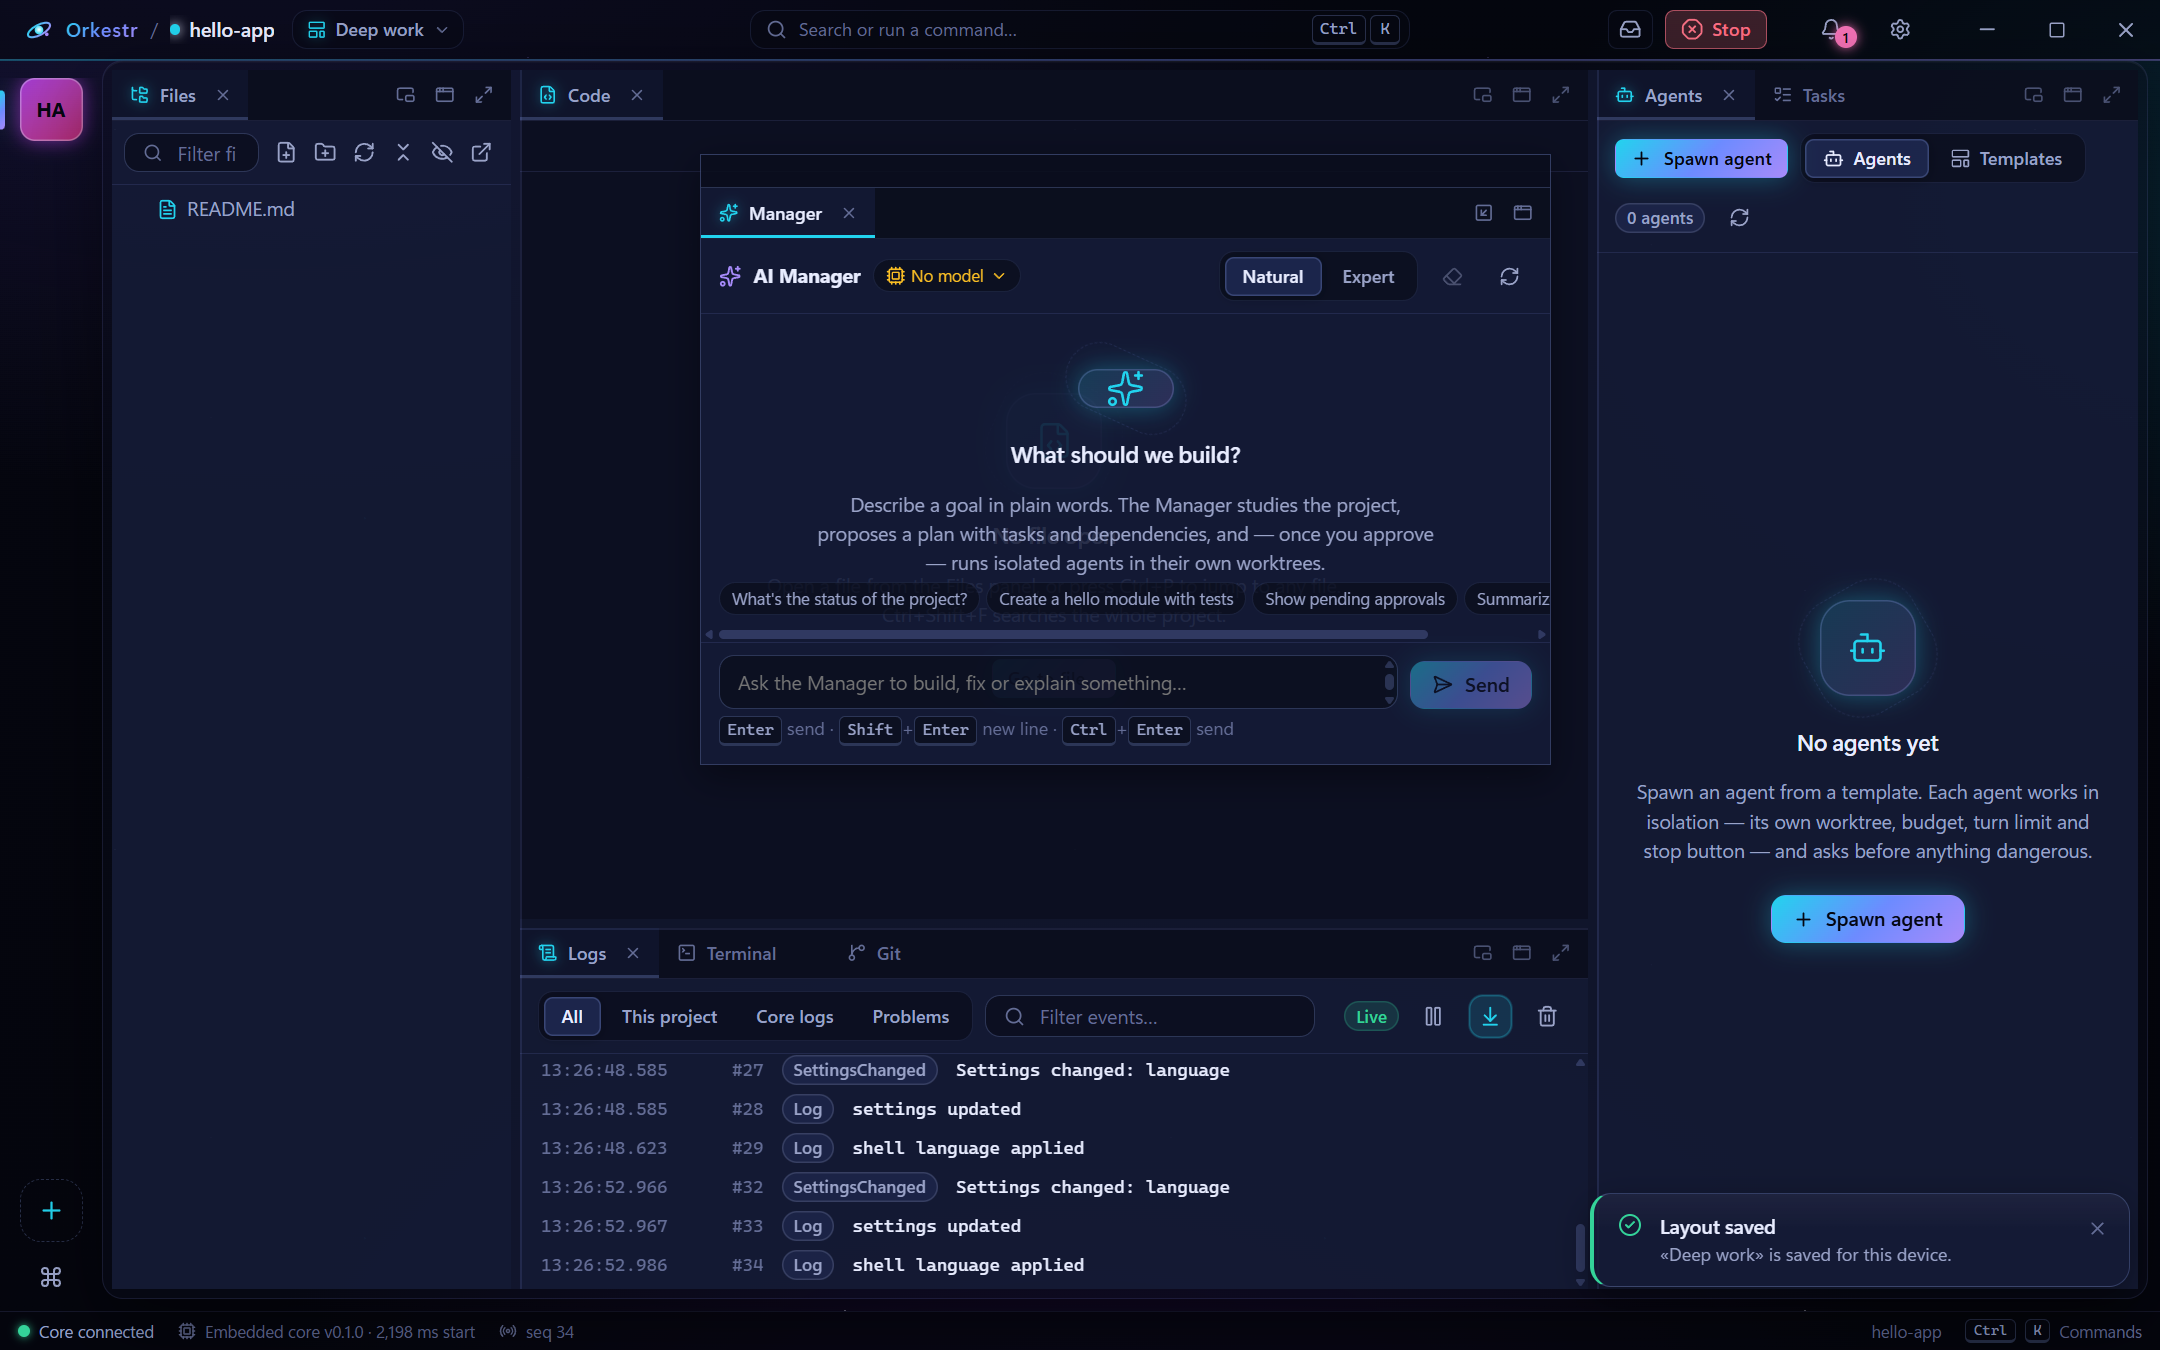 Orkestr / hello-app
Deep work
Search or run a command...
Ctrl K
Stop
1
HA
Files
Code
Agents
Tasks
Filter fi
README.md
Spawn agent
Agents
Templates
0 agents
Manager
AI Manager
No model
Natural
Expert
What should we build?
Describe a goal in plain words. The Manager studies the project,
proposes a plan with tasks and dependencies, and — once you approve
— runs isolated agents in their own worktrees.
Ctrl+Shift+F searches the whole project.
What's the status of the project?
Create a hello module with tests
Show pending approvals
Summariz
Ask the Manager to build, fix or explain something...
Send
Enter send · Shift + Enter new line · Ctrl + Enter send
No agents yet
Spawn an agent from a template. Each agent works in
isolation — its own worktree, budget, turn limit and
stop button — and asks before anything dangerous.
Spawn agent
Logs
Terminal
Git
All
This project
Core logs
Problems
Filter events...
Live
13:26:48.585 #27 SettingsChanged Settings changed: language
13:26:48.585 #28 Log settings updated
13:26:48.623 #29 Log shell language applied
13:26:52.966 #32 SettingsChanged Settings changed: language
13:26:52.967 #33 Log settings updated
13:26:52.986 #34 Log shell language applied
Layout saved
«Deep work» is saved for this device.
Core connected
Embedded core v0.1.0 · 2,198 ms start
seq 34
hello-app
Ctrl K Commands